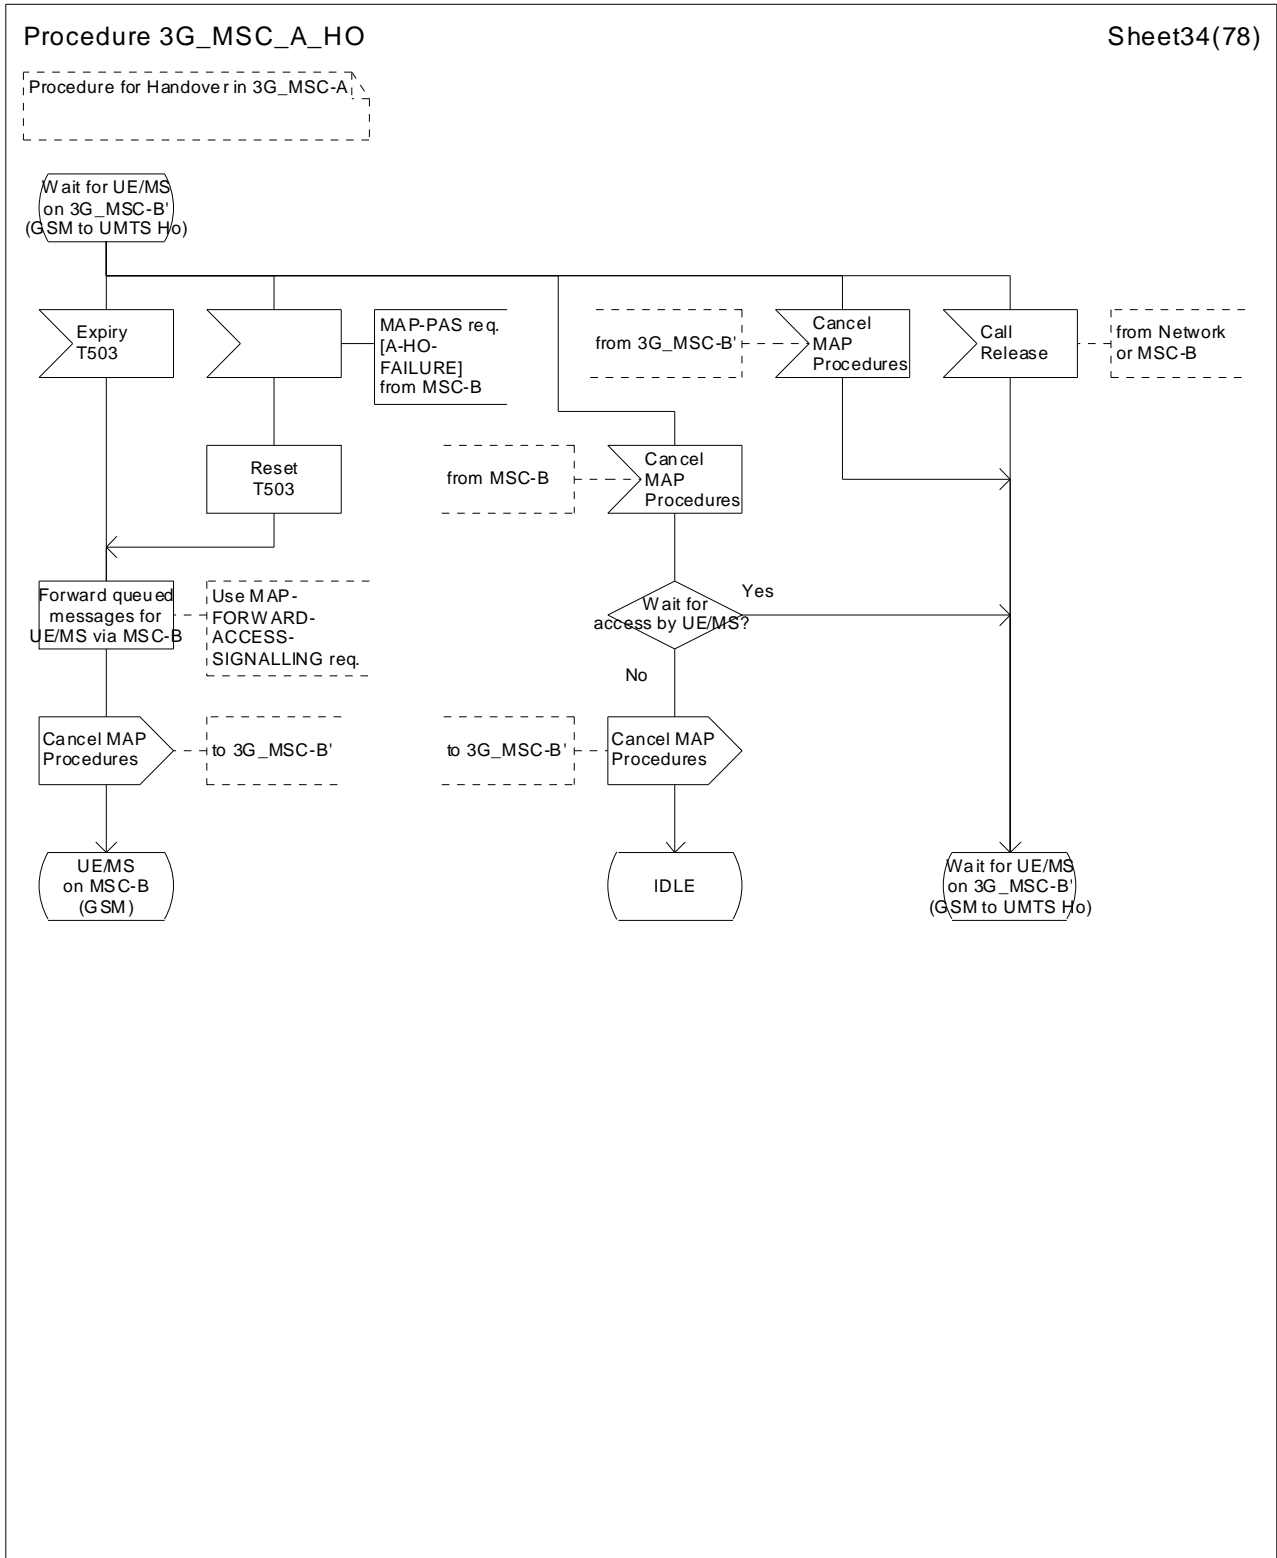 Procedure 3G_MSC_A_HO
Sheet34(78)
Procedure for Handover in 3G_MSC-A
Wait for UE/MS
on 3G_MSC-B'
(GSM to UMTS Ho)
Expiry
T503
MAP-PAS req.
[A-HO-
FAILURE]
from MSC-B
from 3G_MSC-B'
Cancel
MAP
Procedures
Call
Release
from Network
or MSC-B
Reset
T503
from MSC-B
Cancel
MAP
Procedures
Forward queued
messages for
UE/MS via MSC-B
Use MAP-
FORWARD-
ACCESS-
SIGNALLING req.
Wait for
access by UE/MS?
Yes
No
Cancel MAP
Procedures
to 3G_MSC-B'
to 3G_MSC-B'
Cancel MAP
Procedures
UE/MS
on MSC-B
(GSM)
IDLE
Wait for UE/MS
on 3G_MSC-B'
(GSM to UMTS Ho)